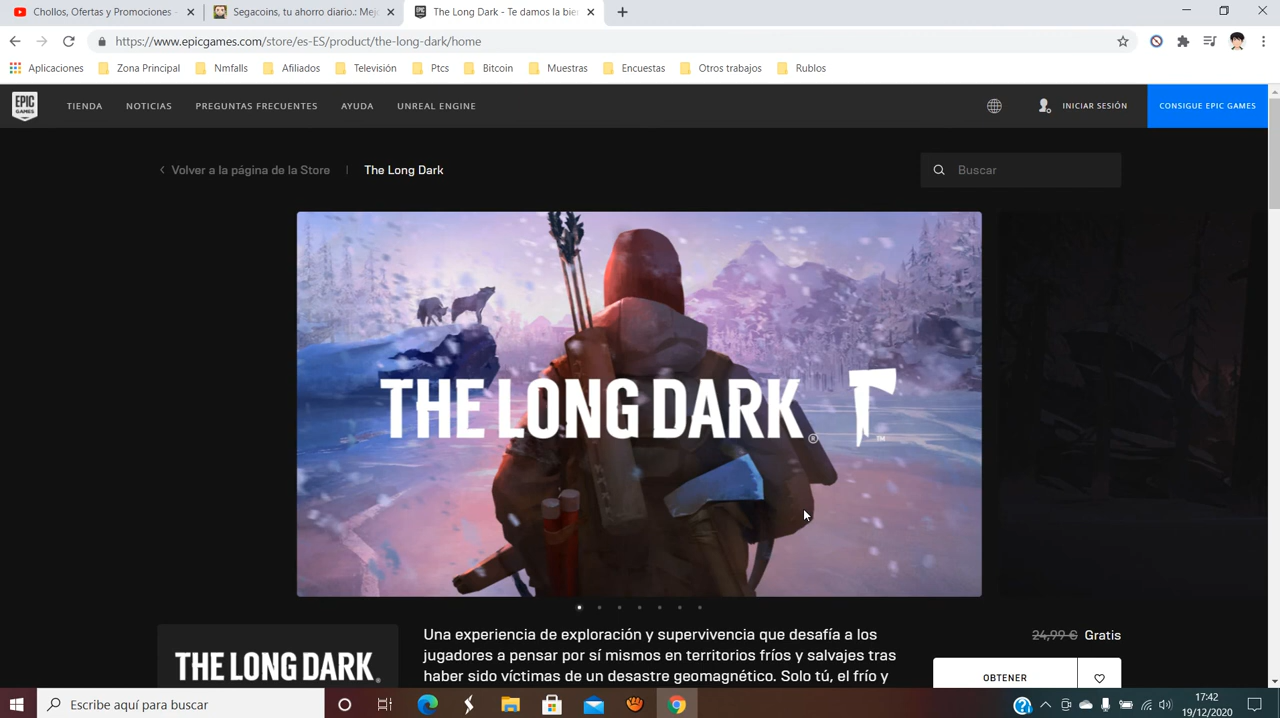 Chollos, Ofertas y Promociones -
Segacoins, tu ahorro diario.: Mej
The Long Dark - Te damos la bie
https://www.epicgames.com/store/es-ES/product/the-long-dark/home
Aplicaciones Zona Principal Nmfalls Afiliados Televisión Ptcs Bitcoin Muestras Encuestas Otros trabajos Rublos
EPIC GAMES
TIENDA NOTICIAS PREGUNTAS FRECUENTES AYUDA UNREAL ENGINE INICIAR SESIÓN CONSIGUE EPIC GAMES
Volver a la página de la Store | The Long Dark Buscar
THE LONG DARK ® ™
Una experiencia de exploración y supervivencia que desafía a los
jugadores a pensar por sí mismos en territorios fríos y salvajes tras
haber sido víctimas de un desastre geomagnético. Solo tú, el frío y
THE LONG DARK.
24,99 € Gratis
OBTENER
Escribe aquí para buscar
17:42
19/12/2020